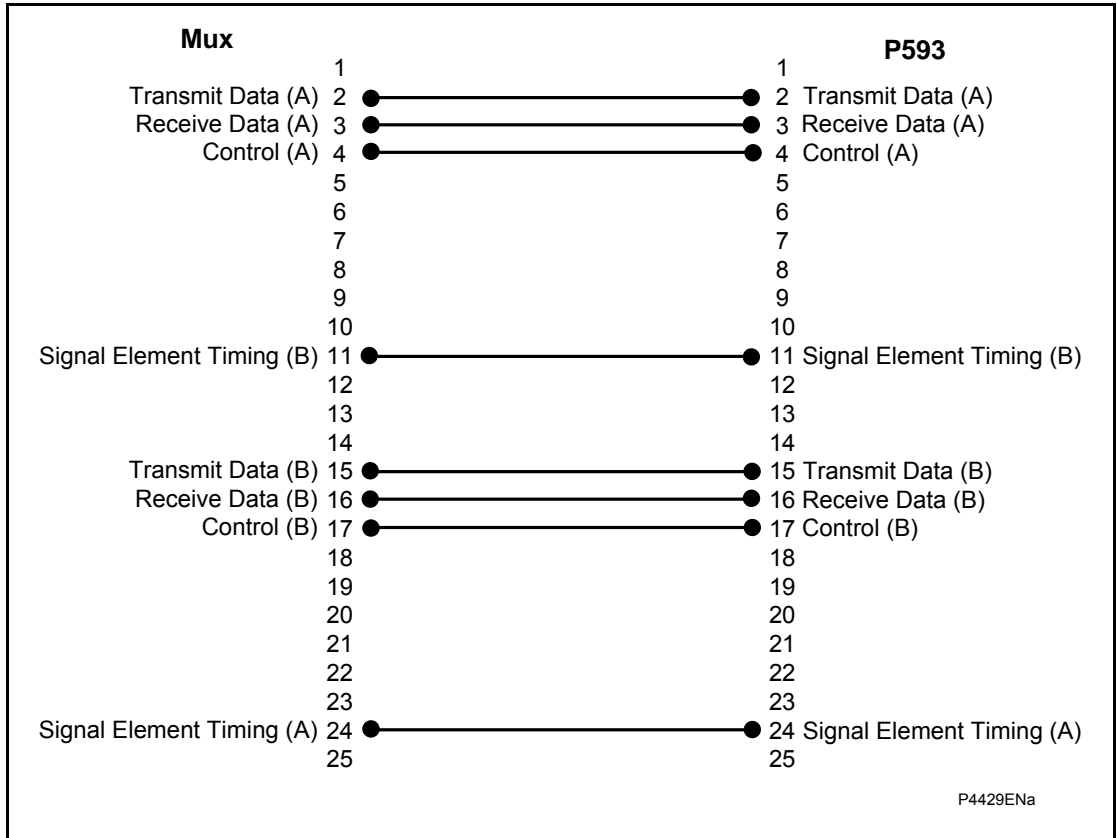 Mux P593
1 1
Transmit Data (A) 2 2 Transmit Data (A)
Receive Data (A) 3 3 Receive Data (A)
Control (A) 4 4 Control (A)
5 5
6 6
7 7
8 8
9 9
10 10
Signal Element Timing (B) 11 11 Signal Element Timing (B)
12 12
13 13
14 14
Transmit Data (B) 15 15 Transmit Data (B)
Receive Data (B) 16 16 Receive Data (B)
Control (B) 17 17 Control (B)
18 18
19 19
20 20
21 21
22 22
23 23
Signal Element Timing (A) 24 24 Signal Element Timing (A)
25 25
P4429ENa